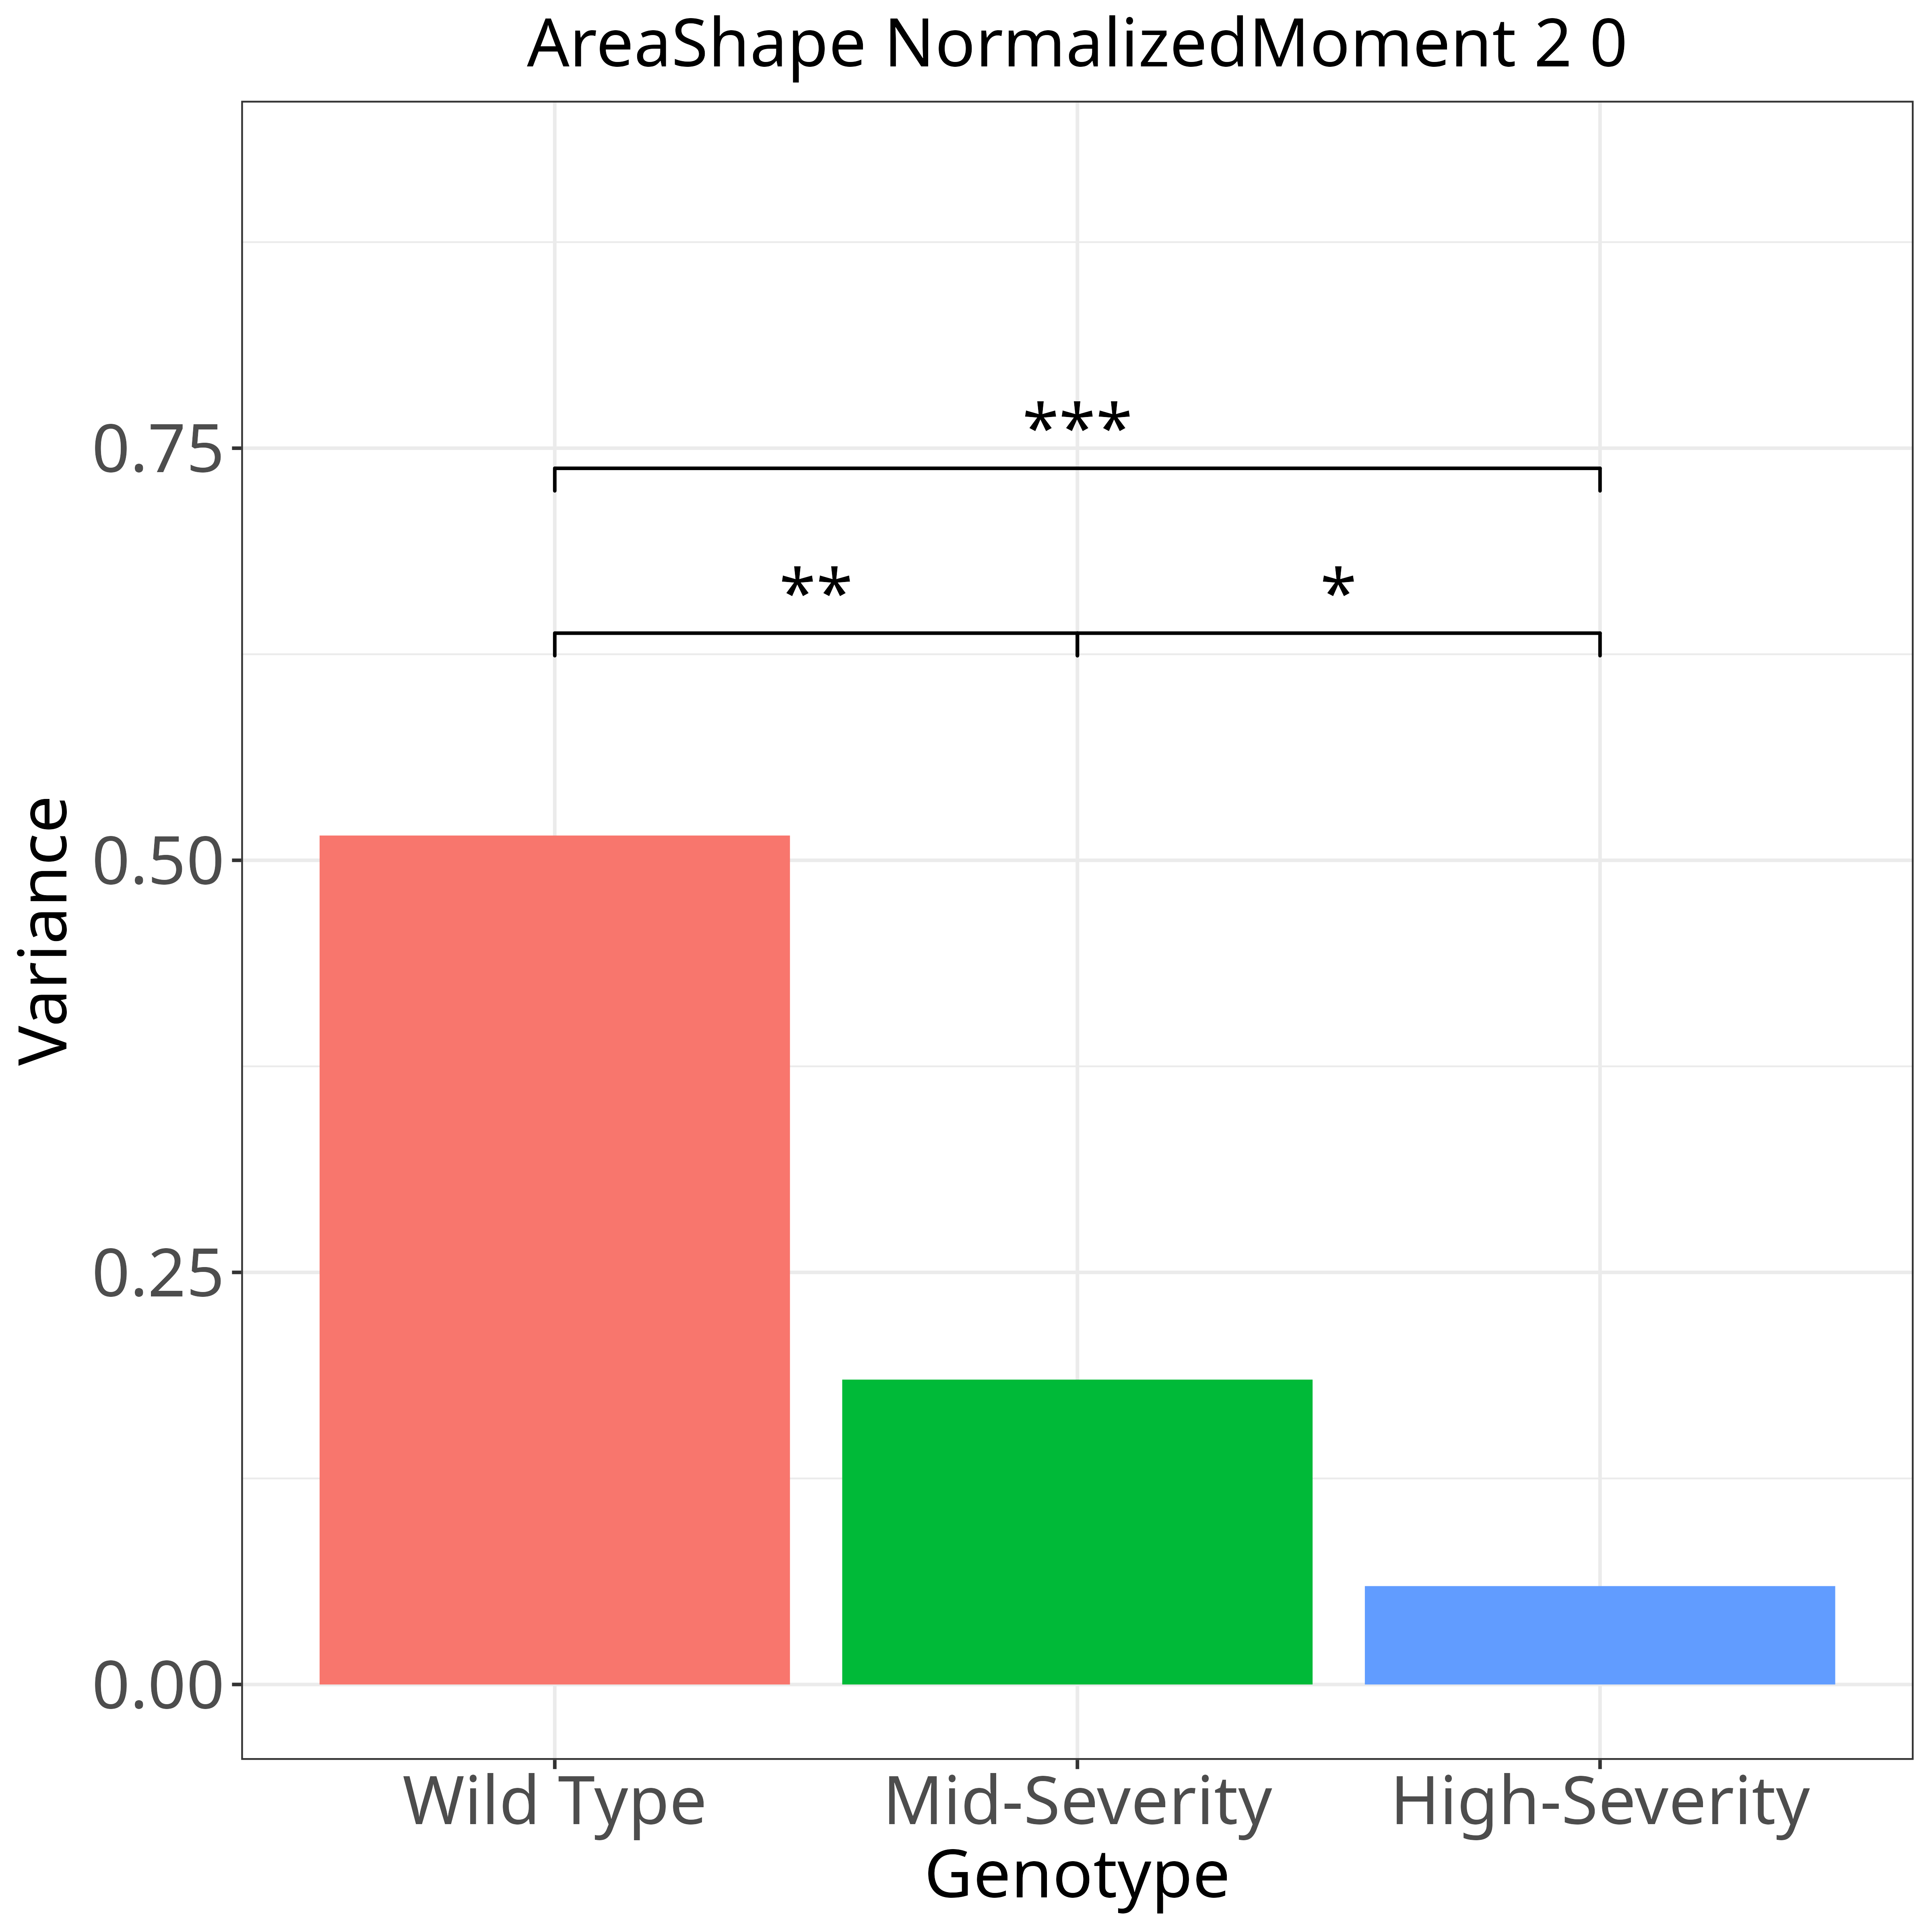 AreaShape NormalizedMoment 2 0
***
0.75
** *
0.50
Variance
0.25
0.00
Wild Type Mid-Severity High-Severity
Genotype